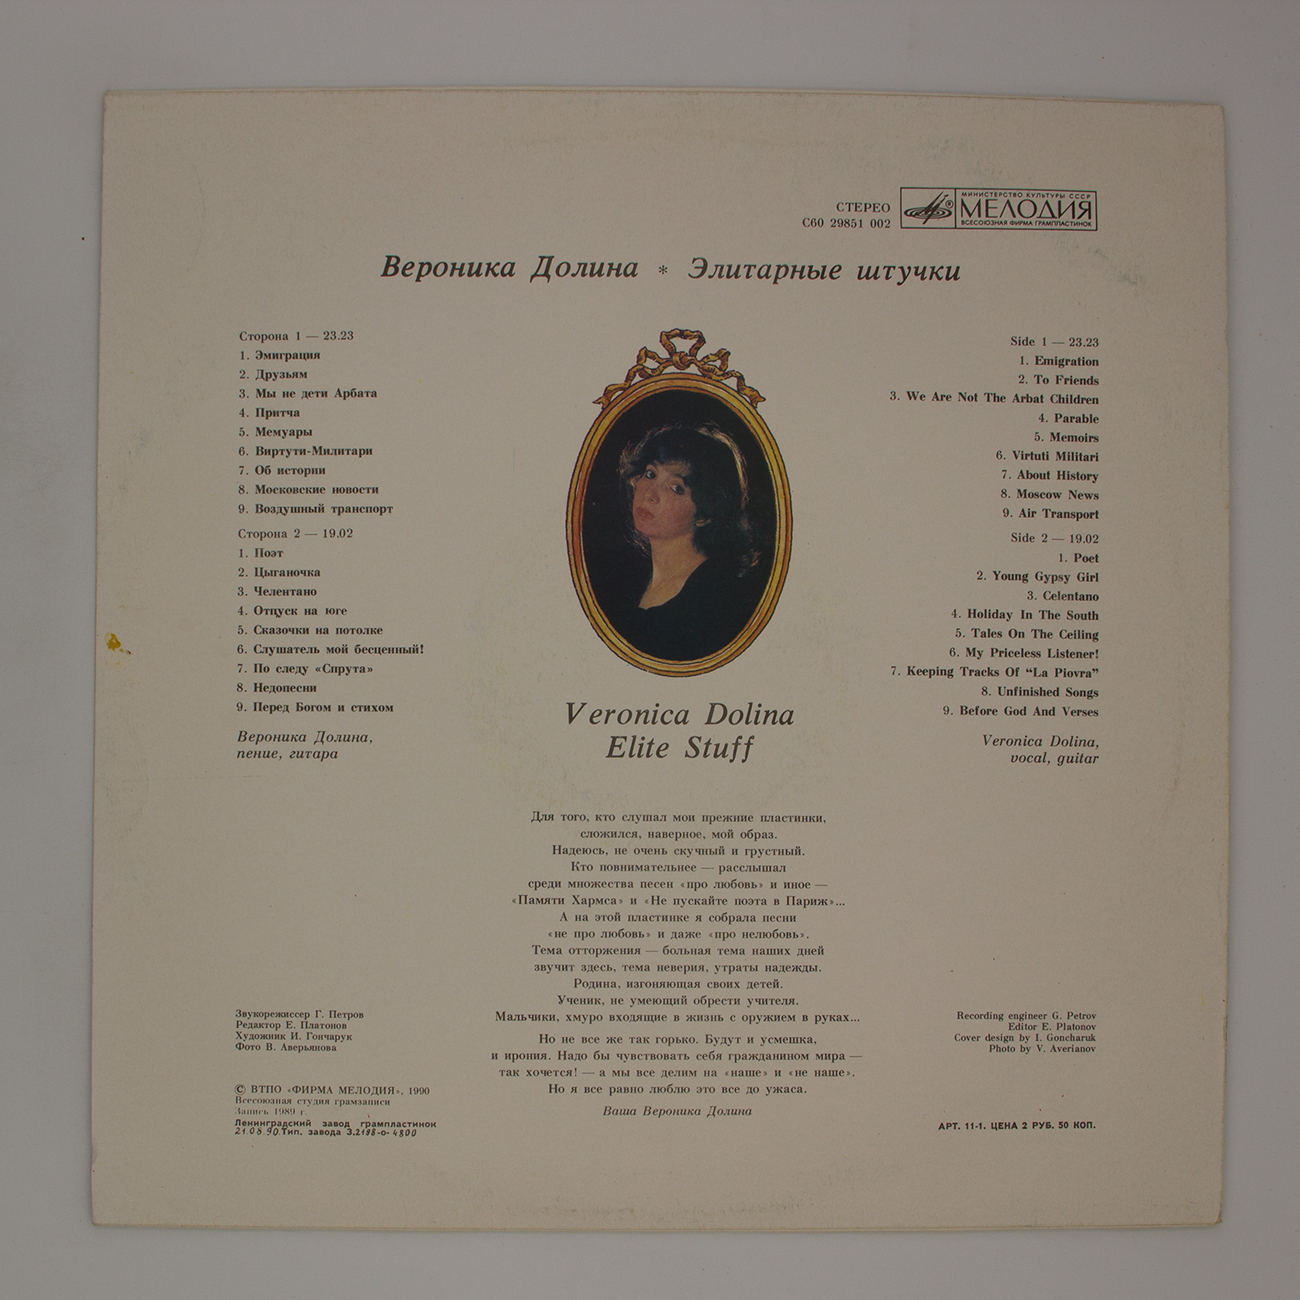 СТЕРЕО
С60 29851 002
МИНИСТЕРСТВО КУЛЬТУРЫ СССР
МЕЛОДИЯ
ВСЕСОЮЗНАЯ ФИРМА ГРАМПЛАСТИНОК
Вероника Долина * Элитарные штучки
Сторона 1 — 23.23
1. Эмиграция
2. Друзьям
3. Мы не дети Арбата
4. Притча
5. Мемуары
6. Виртути-Милитари
7. Об истории
8. Московские новости
9. Воздушный транспорт
Сторона 2 — 19.02
1. Поэт
2. Цыганочка
3. Челентано
4. Отпуск на юге
5. Сказочки на потолке
6. Слушатель мой бесценный!
7. По следу «Спрута»
8. Недопесни
9. Перед Богом и стихом
Вероника Долина,
пение, гитара
Side 1 — 23.23
1. Emigration
2. To Friends
3. We Are Not The Arbat Children
4. Parable
5. Memoirs
6. Virtuti Militari
7. About History
8. Moscow News
9. Air Transport
Side 2 — 19.02
1. Poet
2. Young Gypsy Girl
3. Celentano
4. Holiday In The South
5. Tales On The Ceiling
6. My Priceless Listener!
7. Keeping Tracks Of “La Piovra”
8. Unfinished Songs
9. Before God And Verses
Veronica Dolina,
vocal, guitar
Veronica Dolina
Elite Stuff
Для того, кто слушал мои прежние пластинки,
сложился, наверное, мой образ.
Надеюсь, не очень скучный и грустный.
Кто повнимательнее — расслышал
среди множества песен «про любовь» и иное —
«Памяти Хармса» и «Не пускайте поэта в Париж»...
А на этой пластинке я собрала песни
«не про любовь» и даже «про нелюбовь».
Тема отторжения — больная тема наших дней
звучит здесь, тема неверия, утраты надежды.
Родина, изгоняющая своих детей.
Ученик, не умеющий обрести учителя.
Мальчики, хмуро входящие в жизнь с оружием в руках...
Но не все же так горько. Будут и усмешка,
и ирония. Надо бы чувствовать себя гражданином мира —
так хочется! — а мы все делим на «наше» и «не наше».
Но я все равно люблю это все до ужаса.
Ваша Вероника Долина
Звукорежиссер Г. Петров
Редактор Е. Платонов
Художник И. Гончарук
Фото В. Аверьянова
© ВТПО «ФИРМА МЕЛОДИЯ», 1990
Всесоюзная студия грамзаписи
Запись 1989 г.
Ленинградский завод грампластинок
21.06.90. Тип. завода З.2198-о-4800
Recording engineer G. Petrov
Editor E. Platonov
Cover design by I. Goncharuk
Photo by V. Averianov
АРТ. 11-1. ЦЕНА 2 РУБ. 50 КОП.